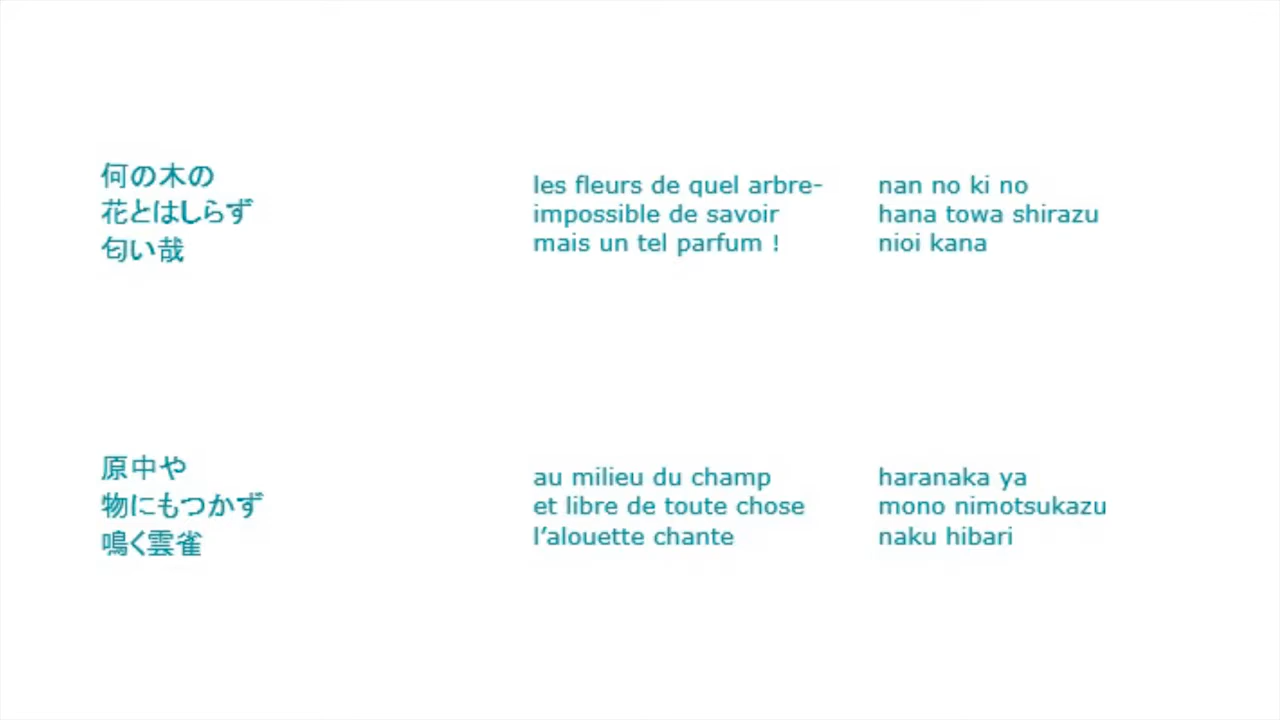 何の木の
花とはしらず
匂い哉
les fleurs de quel arbre-
impossible de savoir
mais un tel parfum !
nan no ki no
hana towa shirazu
nioi kana
原中や
物にもつかず
鳴く雲雀
au milieu du champ
et libre de toute chose
l’alouette chante
haranaka ya
mono nimotsukazu
naku hibari